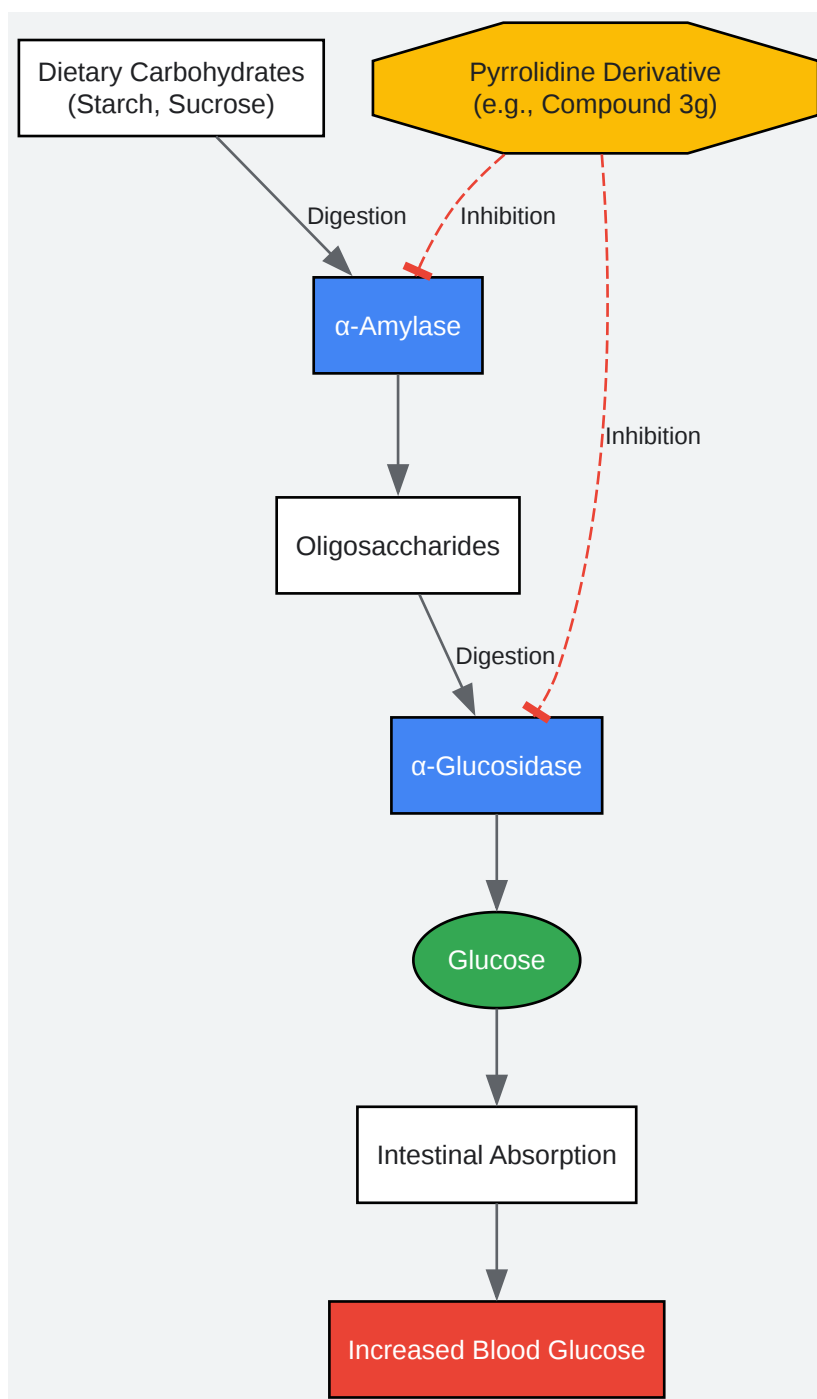 Dietary Carbohydrates
(Starch, Sucrose)
Pyrrolidine Derivative
(e.g., Compound 3g)
Digestion
Inhibition
α-Amylase
Inhibition
Oligosaccharides
Digestion
α-Glucosidase
Glucose
Intestinal Absorption
Increased Blood Glucose